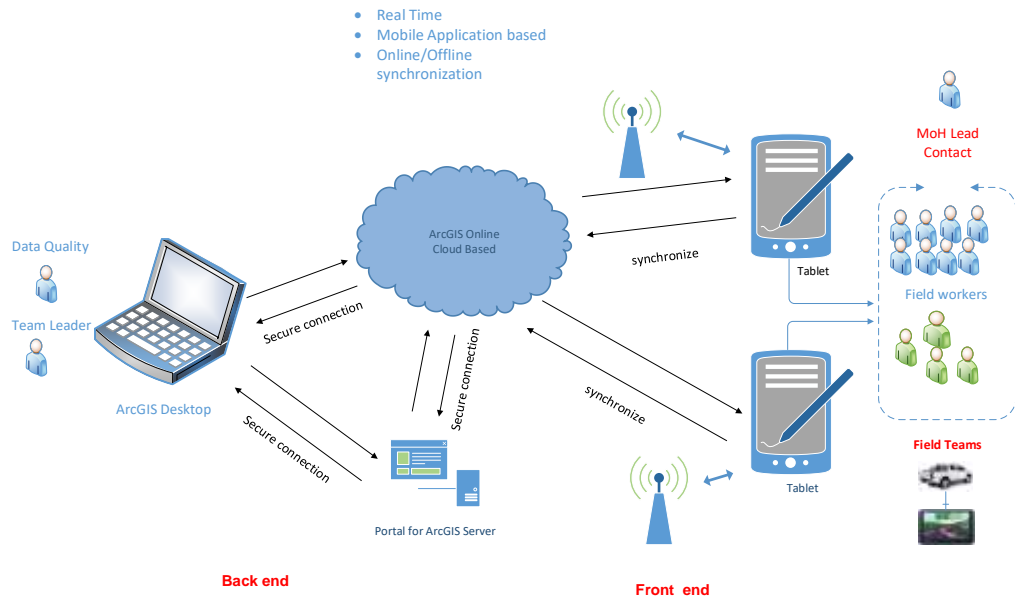 Real Time
Mobile Application based
Online/Offline
synchronization
MoH Lead
Contact
ArcGIS Online
Cloud Based
Data Quality
synchronize
Tablet
Field workers
Team Leader
Secure connection
Secure connection
ArcGIS Desktop
synchronize
Secure connection
Field Teams
Tablet
Portal for ArcGIS Server
Back end
Front end